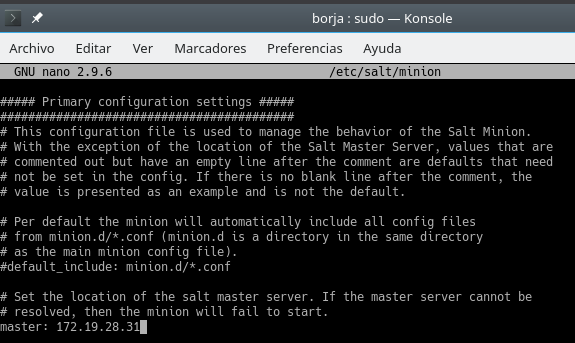 borja : sudo — Konsole
Archivo Editar Ver Marcadores Preferencias Ayuda
GNU nano 2.9.6 /etc/salt/minion
##### Primary configuration settings #####
##########################################
# This configuration file is used to manage the behavior of the Salt Minion.
# With the exception of the location of the Salt Master Server, values that are
# commented out but have an empty line after the comment are defaults that need
# not be set in the config. If there is no blank line after the comment, the
# value is presented as an example and is not the default.
# Per default the minion will automatically include all config files
# from minion.d/*.conf (minion.d is a directory in the same directory
# as the main minion config file).
#default_include: minion.d/*.conf
# Set the location of the salt master server. If the master server cannot be
# resolved, then the minion will fail to start.
master: 172.19.28.31